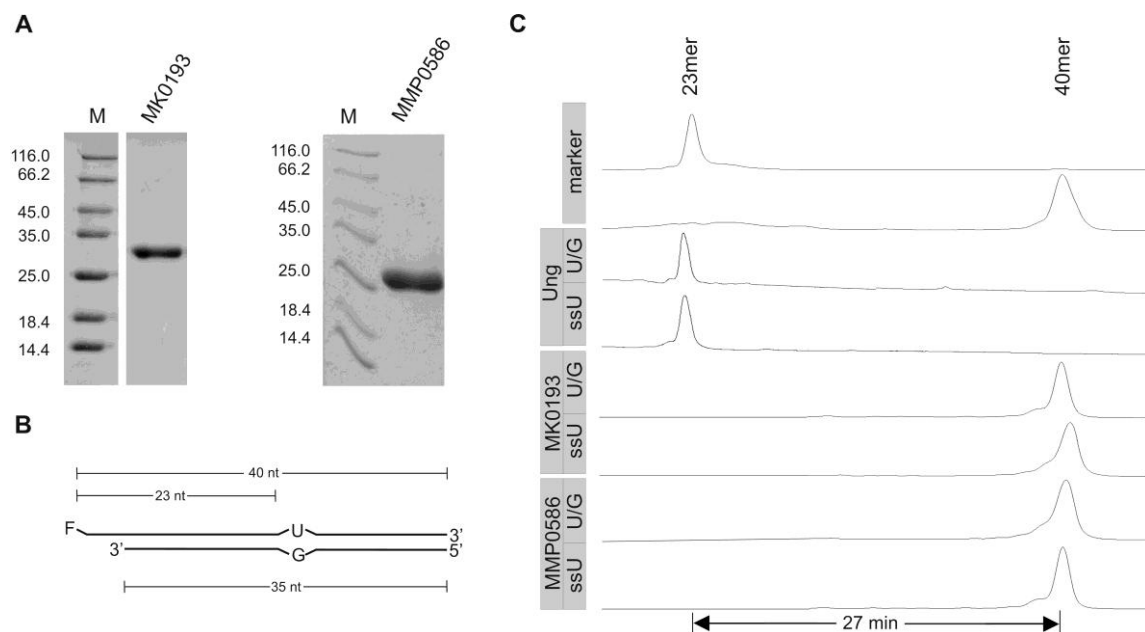 A
M
MK0193
116.0
66.2
45.0
35.0
25.0
18.4
14.4
M
MMP0586
116.0
66.2
45.0
35.0
25.0
18.4
14.4
B
40 nt
23 nt
F
U
3'
3'
G
5'
35 nt
C
23mer
40mer
marker
Ung
U/G
ssU
MK0193
U/G
ssU
MMP0586
U/G
ssU
27 min